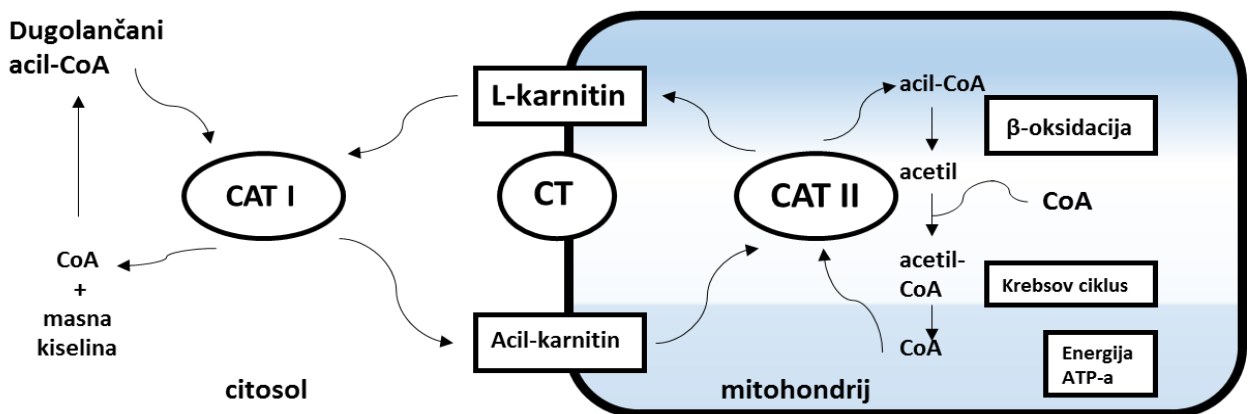 Dugolančani
acil-CoA
L-karnitin
acil-CoA
β-oksidacija
CAT I
CT
CAT II
acetil
CoA
CoA
+
masna
kiselina
acetil-
CoA
Krebsov ciklus
Acil-karnitin
CoA
Energija
ATP-a
citosol
mitohondrij